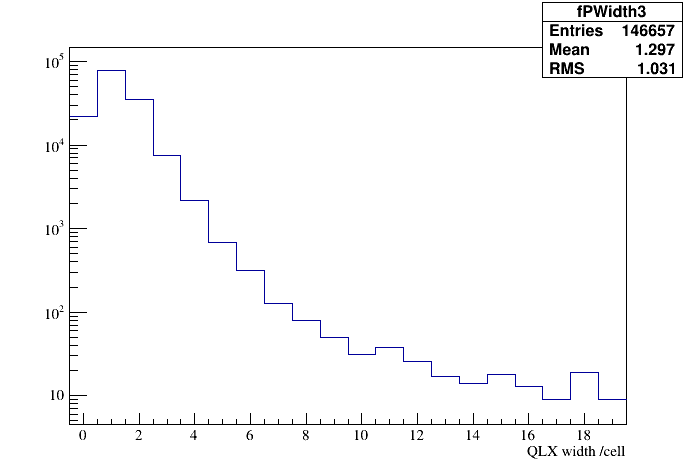 fPWidth3
Entries 146657
Mean 1.297
RMS 1.031
10^5
10^4
10^3
10^2
10
0 2 4 6 8 10 12 14 16 18
QLX width /cell